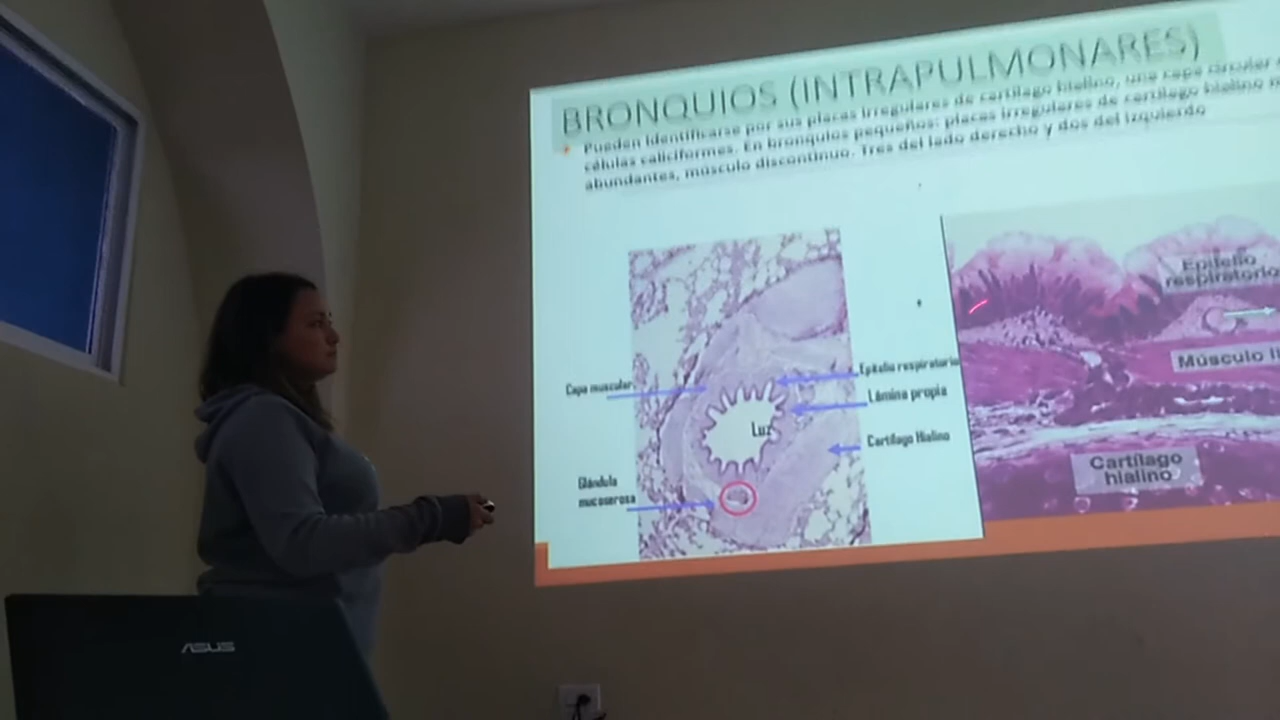 BRONQUIOS (INTRAPULMONARES)
Pueden identificarse por sus placas irregulares de cartílago hialino, una capa circular
células caliciformes. En bronquios pequeños: placas irregulares de cartílago hialino
abundantes, músculo discontinuo. Tres del lado derecho y dos del izquierdo
Capa muscular
Epitelio respiratorio
Lámina propia
Luz
Cartílago Hialino
Glándula
mucoserosa
Epitelio
respiratorio
Músculo
Cartílago
hialino
ASUS